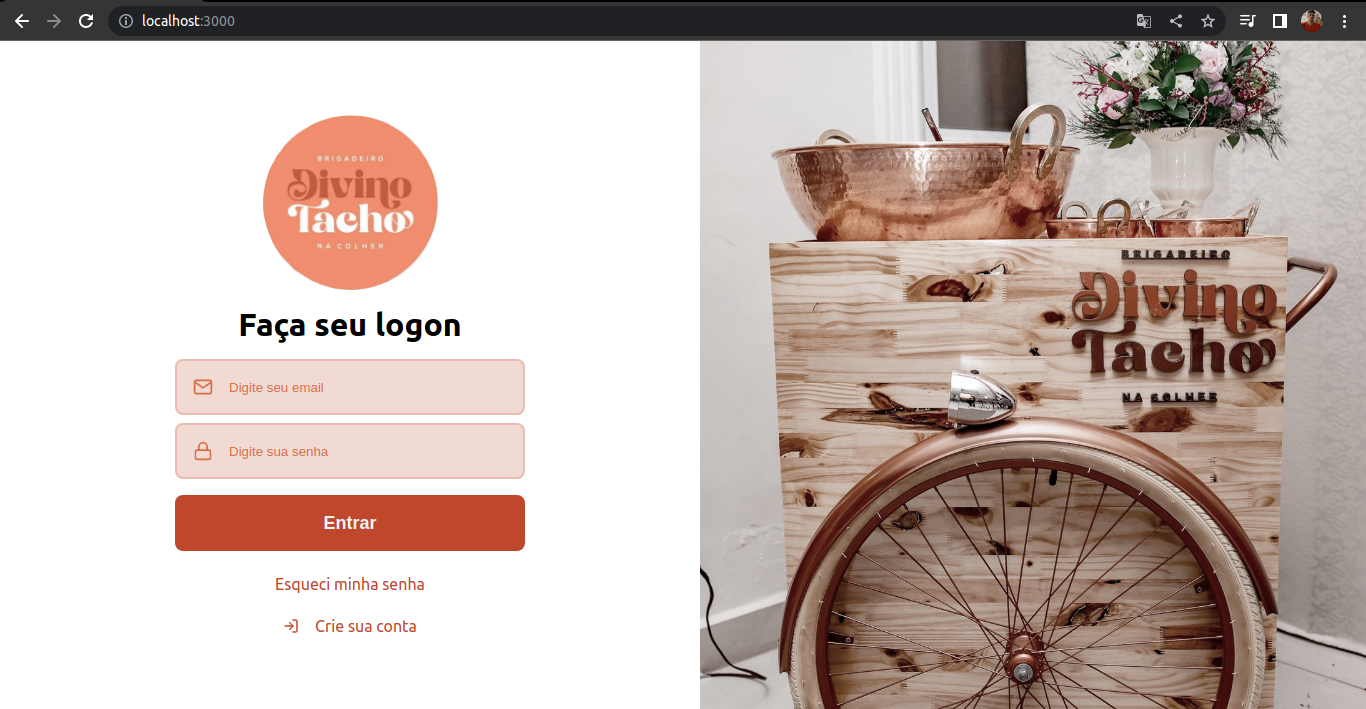 localhost:3000
BRIGADEIRO
Divino
Tacho
NA COLHER
Faça seu logon
Digite seu email
Digite sua senha
Entrar
Esqueci minha senha
Crie sua conta
BRIGADEIRO
Divino
Tacho
NA COLHER